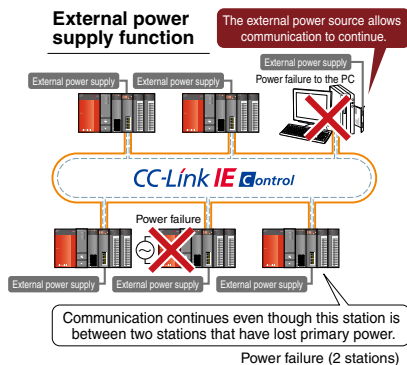 External power
supply function
The external power source allows
communication to continue.
External power supply
Power failure to the PC
External power supply
External power supply
CC-Link IE Control
Power failure
External power supply
External power supply
External power supply
Communication continues even though this station is
between two stations that have lost primary power.
Power failure (2 stations)